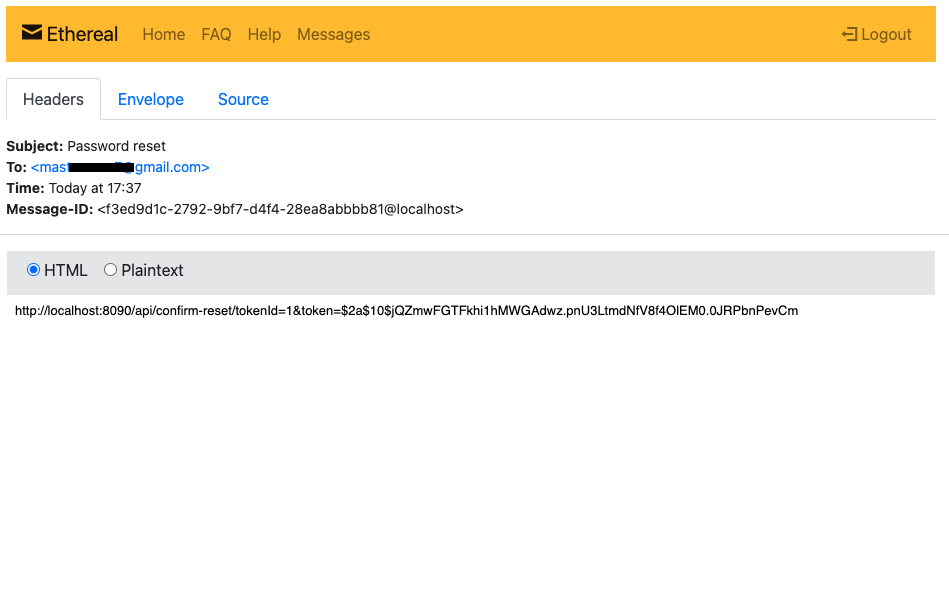 Ethereal Home FAQ Help Messages Logout
Headers Envelope Source
Subject: Password reset
To: <mast @gmail.com>
Time: Today at 17:37
Message-ID: <f3ed9d1c-2792-9bf7-d4f4-28ea8abbbb81@localhost>
HTML Plaintext
http://localhost:8090/api/confirm-reset/tokenId=1&token=$2a$10$jQZmwFGTFkhi1hMWGAdwz.pnU3LtmdNfV8f4OlEM0.0JRPbnPevCm